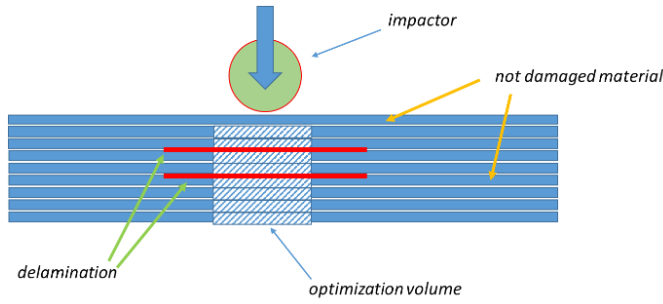 impactor
not damaged material
delamination
optimization volume